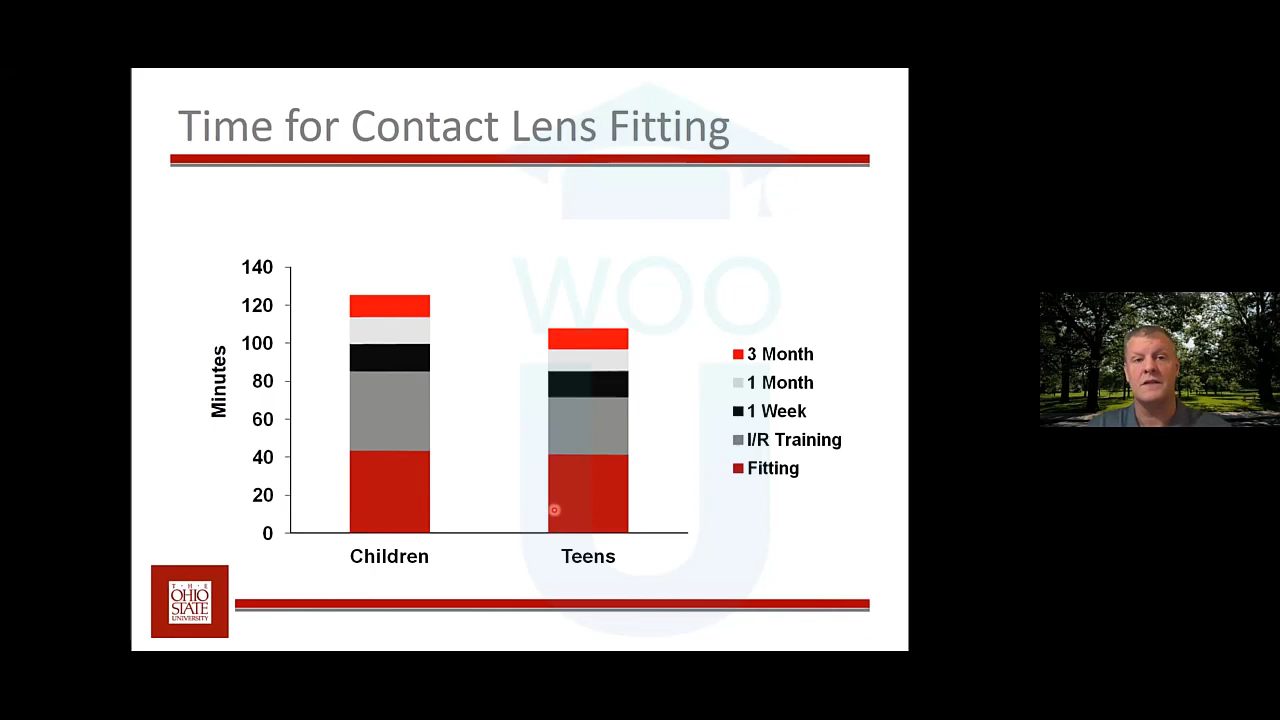 Time for Contact Lens Fitting
WOO
U
140
120
100
80
60
40
20
0
Minutes
Children
Teens
3 Month
1 Month
1 Week
I/R Training
Fitting
T · H · E
OHIO
STATE
UNIVERSITY